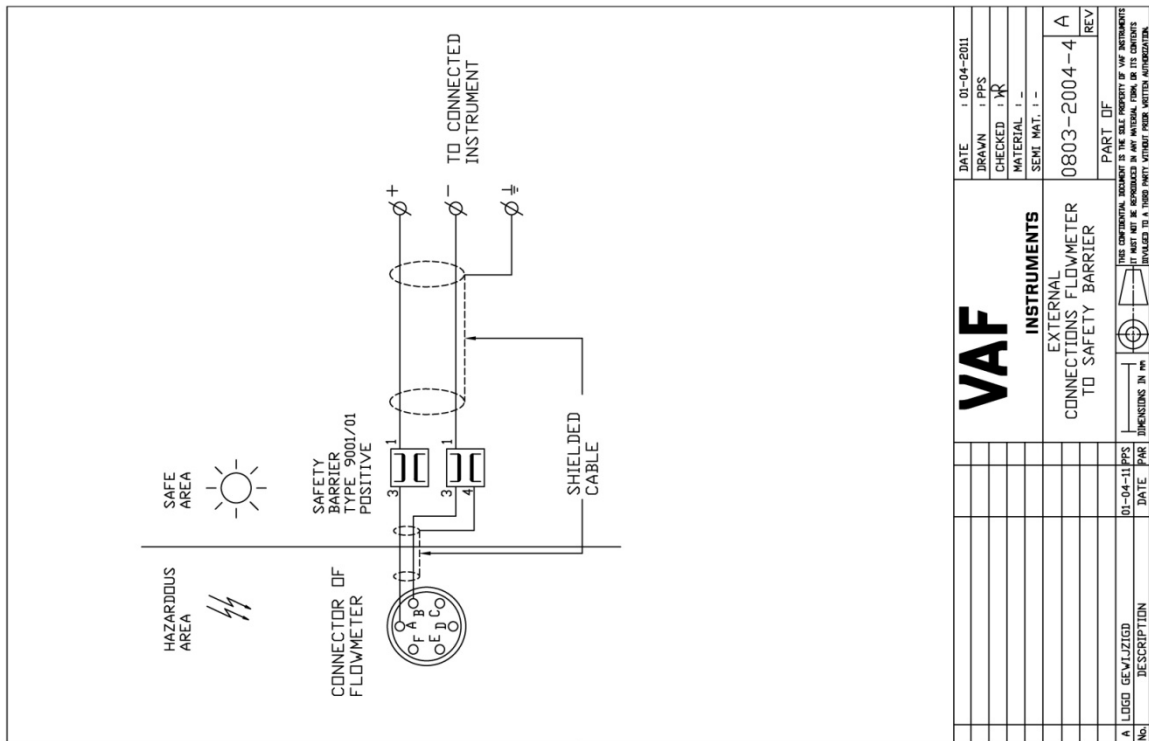 HAZARDOUS
AREA
SAFE
AREA
CONNECTOR OF
FLOWMETER
SAFETY
BARRIER
TYPE 9001/01
POSITIVE
A
B
C
D
E
F
3
1
3
4
1
SHIELDED
CABLE
+
-
TO CONNECTED
INSTRUMENT
VAF
INSTRUMENTS
DATE : 01-04-2011
DRAWN : PPS
CHECKED :
MATERIAL : -
SEMI MAT. : -
EXTERNAL
CONNECTIONS FLOWMETER
TO SAFETY BARRIER
0803-2004-4
A
REV
PART OF
DIMENSIONS IN mm
THIS CONFIDENTIAL DOCUMENT IS THE SOLE PROPERTY OF VAF INSTRUMENTS
IT MUST NOT BE REPRODUCED IN ANY MATERIAL FORM, OR ITS CONTENTS
DIVULGED TO A THIRD PARTY WITHOUT PRIOR WRITTEN AUTHORIZATION.
A LOGO GEWIJZIGD 01-04-11 PPS
No. DESCRIPTION DATE PAR